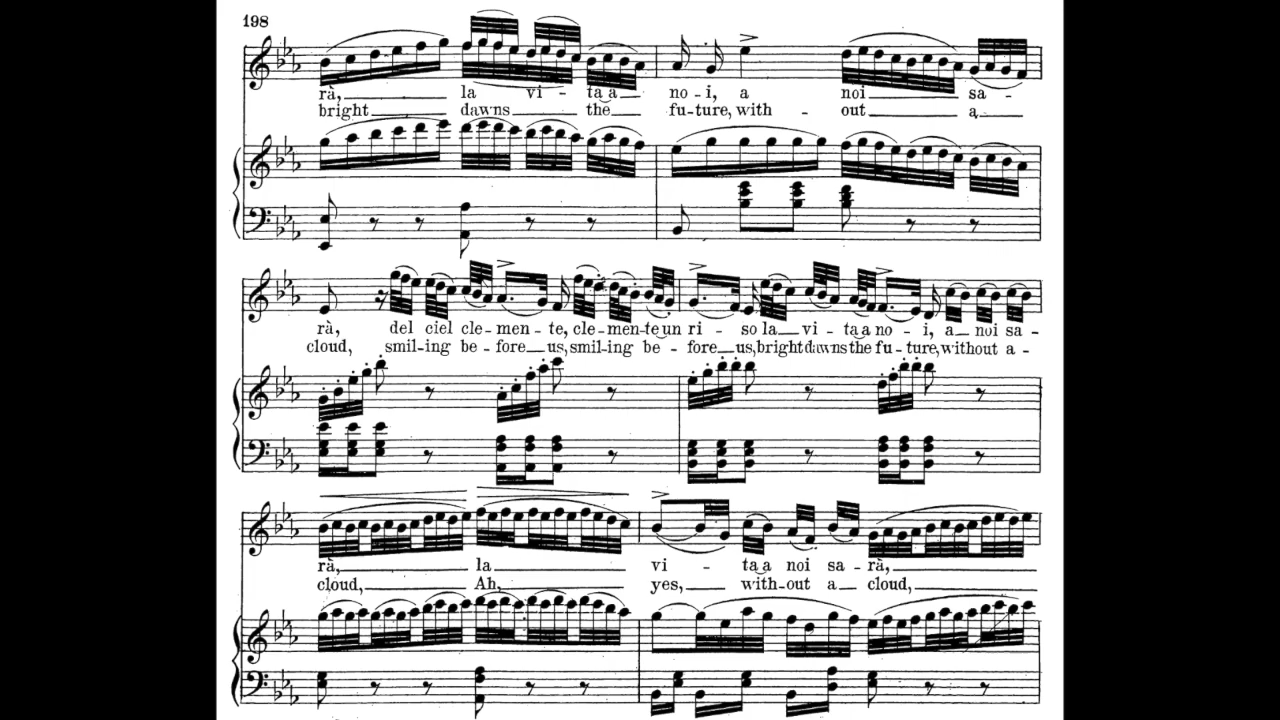 198
rà, la vi - ta a no - i, a noi sa -
bright dawns the fu - ture, with - out a
rà, del ciel cle - men - te, cle - men - te un ri - so la vi - ta a no - i, a noi sa -
cloud, smil - ing be - fore us, smil - ing be - fore us, bright dawns the fu - ture, without a -
rà, la vi - ta a noi sa - rà,
cloud, Ah, yes, with - out a cloud,